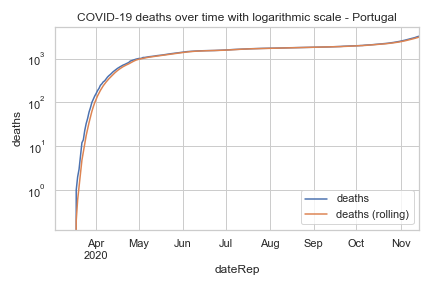 COVID-19 deaths over time with logarithmic scale - Portugal
deaths
10³
10²
10¹
10⁰
deaths
deaths (rolling)
Apr May Jun Jul Aug Sep Oct Nov
2020
dateRep